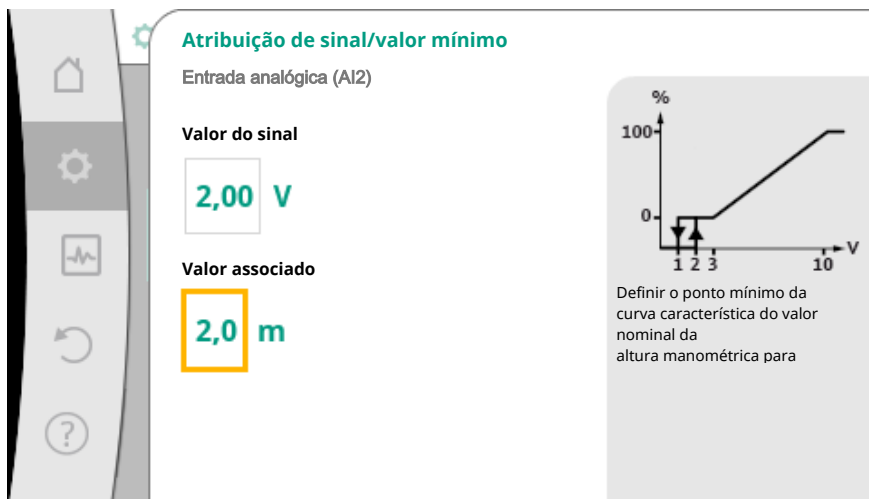 Atribuição de sinal/valor mínimo
Entrada analógica (AI2)
Valor do sinal
2,00 V
Valor associado
2,0 m
%
100
0
1 2 3 10 V
Definir o ponto mínimo da
curva característica do valor
nominal da
altura manométrica para
?